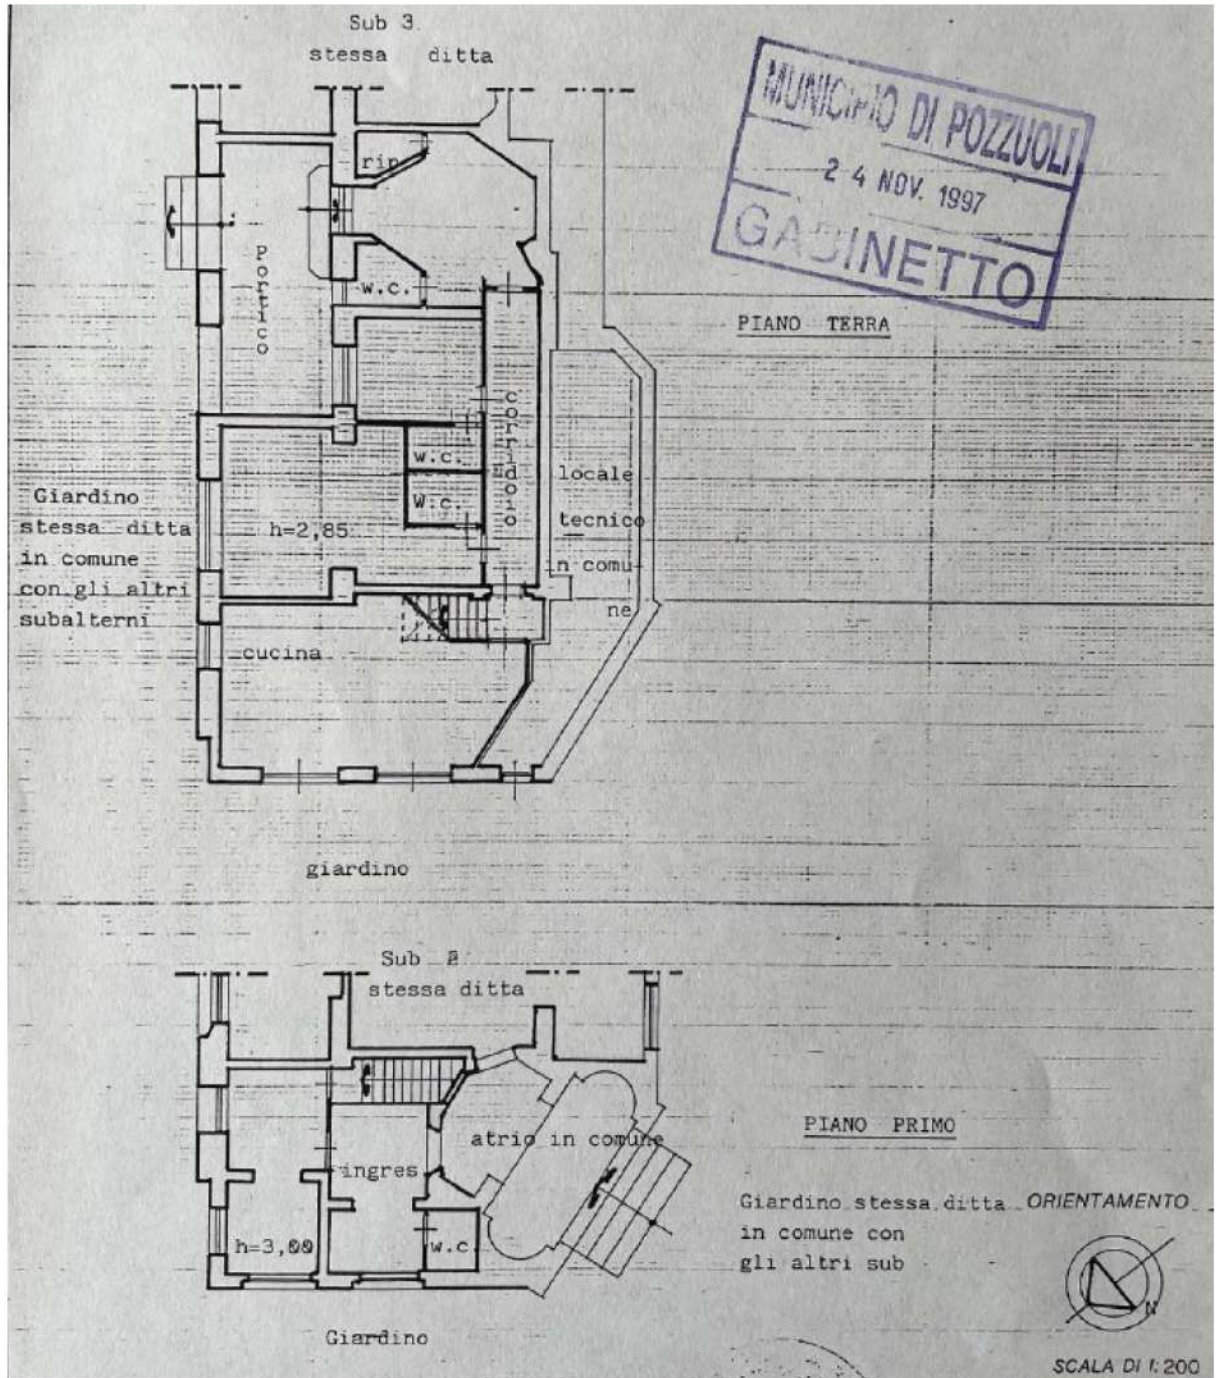 Sub 3
stessa ditta
MUNICIPIO DI POZZUOLI
24 NOV. 1997
GABINETTO
rip
portico
w.c.
PIANO TERRA
corridoio
w.c.
w.c.
locale
tecnico
in comu-
ne
Giardino
stessa ditta
in comune
con gli altri
subalterni
h=2,85
cucina
giardino
Sub
stessa ditta
PIANO PRIMO
atrio in comune
ingres
h=3,00
w.c.
Giardino stessa ditta
in comune con
gli altri sub
ORIENTAMENTO
N
Giardino
SCALA DI 1:200